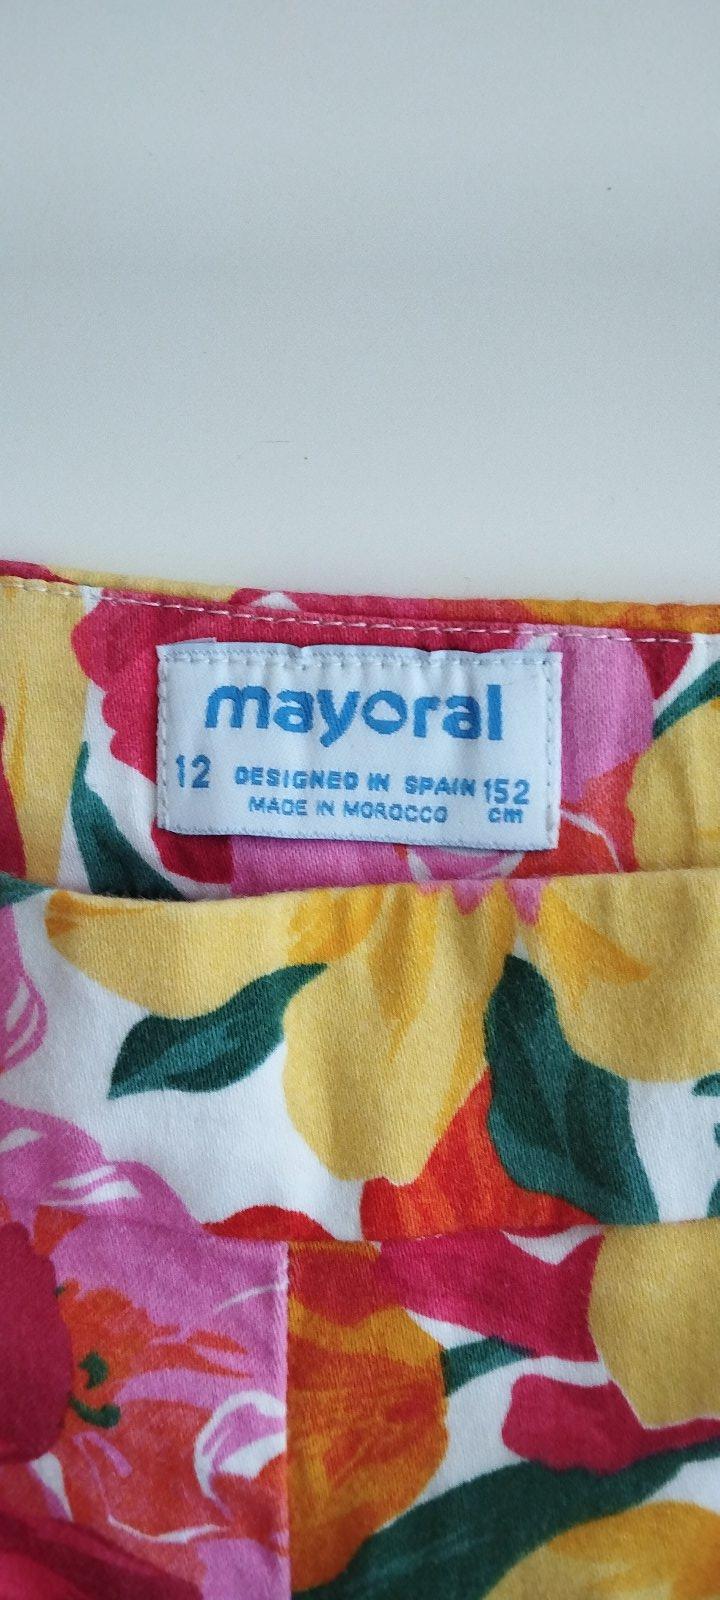 mayoral
12 DESIGNED IN SPAIN 152
MADE IN MOROCCO cm